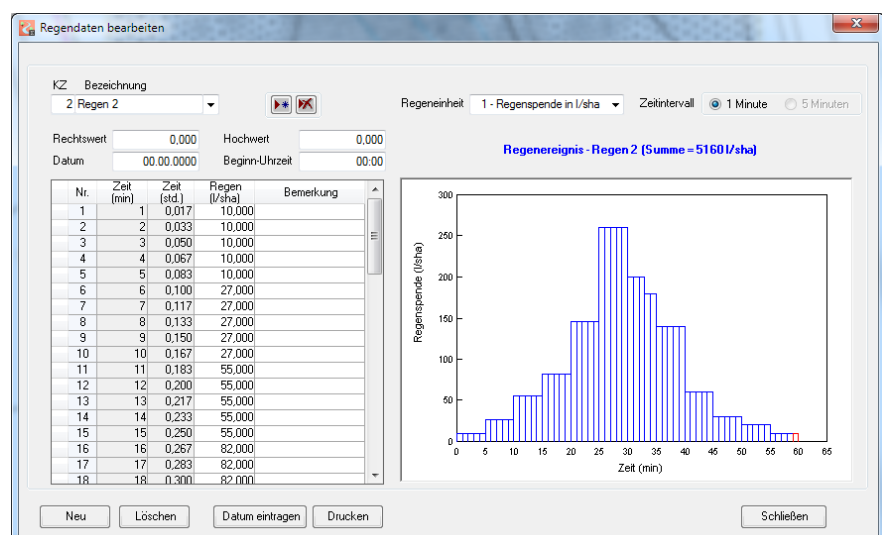 Regendaten bearbeiten
KZ Bezeichnung
2 Regen 2
Regeneinheit 1 - Regenspende in l/sha Zeitintervall 1 Minute 5 Minuten
Rechtswert 0,000 Hochwert 0,000
Datum 00.00.0000 Beginn-Uhrzeit 00:00
Regenereignis - Regen 2 (Summe = 5160 l/sha)
Nr. Zeit (min) Zeit (std.) Regen (l/sha) Bemerkung
1 1 0,017 10,000
2 2 0,033 10,000
3 3 0,050 10,000
4 4 0,067 10,000
5 5 0,083 10,000
6 6 0,100 27,000
7 7 0,117 27,000
8 8 0,133 27,000
9 9 0,150 27,000
10 10 0,167 27,000
11 11 0,183 55,000
12 12 0,200 55,000
13 13 0,217 55,000
14 14 0,233 55,000
15 15 0,250 55,000
16 16 0,267 82,000
17 17 0,283 82,000
18 18 0,300 82,000
Regenspende (l/sha)
300
250
200
150
100
50
0
0 5 10 15 20 25 30 35 40 45 50 55 60 65
Zeit (min)
Neu Löschen Datum eintragen Drucken Schließen